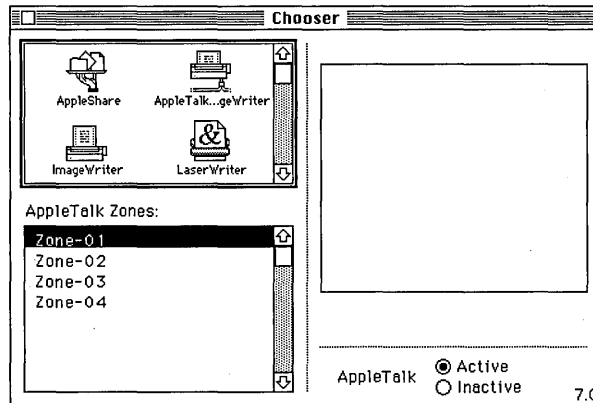 Chooser
AppleShare
AppleTalk...geWriter
ImageWriter
LaserWriter
AppleTalk Zones:
Zone-01
Zone-02
Zone-03
Zone-04
AppleTalk
Active
Inactive